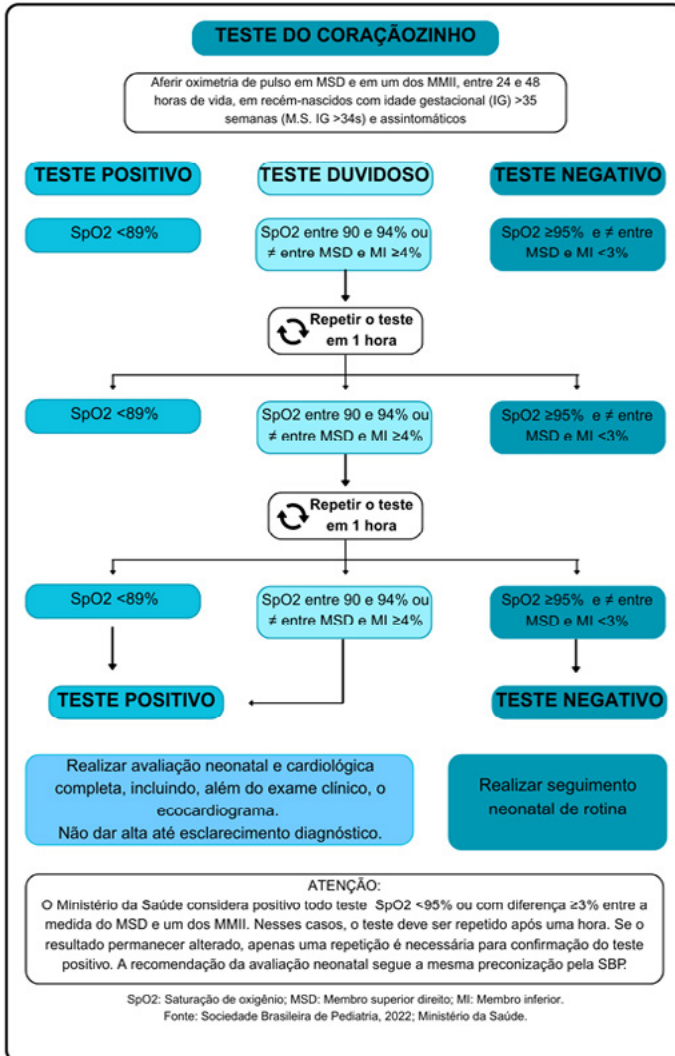 TESTE DO CORAÇÃOZINHO
Aferir oximetria de pulso em MSD e em um dos MMII, entre 24 e 48
horas de vida, em recém-nascidos com idade gestacional (IG) >35
semanas (M.S. IG >34s) e assintomáticos
TESTE POSITIVO
TESTE DUVIDOSO
TESTE NEGATIVO
SpO2 <89%
SpO2 entre 90 e 94% ou
≠ entre MSD e MI ≥4%
SpO2 ≥95% e ≠ entre
MSD e MI <3%
Repetir o teste
em 1 hora
SpO2 <89%
SpO2 entre 90 e 94% ou
≠ entre MSD e MI ≥4%
SpO2 ≥95% e ≠ entre
MSD e MI <3%
Repetir o teste
em 1 hora
SpO2 <89%
SpO2 entre 90 e 94% ou
≠ entre MSD e MI ≥4%
SpO2 ≥95% e ≠ entre
MSD e MI <3%
TESTE POSITIVO
TESTE NEGATIVO
Realizar avaliação neonatal e cardiológica
completa, incluindo, além do exame clínico, o
ecocardiograma.
Não dar alta até esclarecimento diagnóstico.
Realizar seguimento
neonatal de rotina
ATENÇÃO:
O Ministério da Saúde considera positivo todo teste SpO2 <95% ou com diferença ≥3% entre a
medida do MSD e um dos MMII. Nesses casos, o teste deve ser repetido após uma hora. Se o
resultado permanecer alterado, apenas uma repetição é necessária para confirmação do teste
positivo. A recomendação da avaliação neonatal segue a mesma preconização pela SBP.
SpO2: Saturação de oxigênio; MSD: Membro superior direito; MI: Membro inferior.
Fonte: Sociedade Brasileira de Pediatria, 2022; Ministério da Saúde.